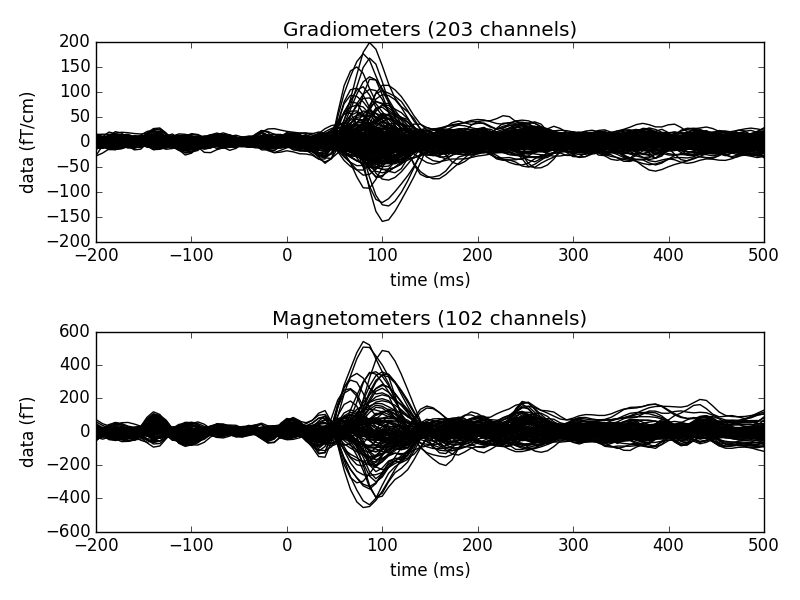 Gradiometers (203 channels)
200
150
100
50
0
−50
−100
−150
−200
data (fT/cm)
−200 −100 0 100 200 300 400 500
time (ms)
Magnetometers (102 channels)
600
400
200
0
−200
−400
−600
data (fT)
−200 −100 0 100 200 300 400 500
time (ms)